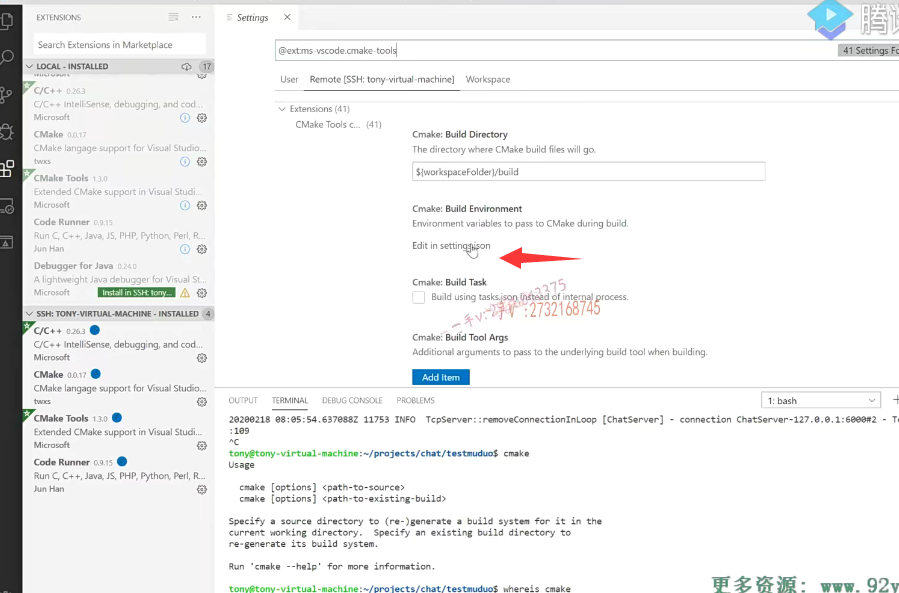 EXTENSIONS
Search Extensions in Marketplace
LOCAL - INSTALLED 17
Microsoft
C/C++ 0.26.3
C/C++ IntelliSense, debugging, and cod...
Microsoft
CMake 0.0.17
CMake langage support for Visual Studio...
twxs
CMake Tools 1.3.0
Extended CMake support in Visual Studi...
Microsoft
Code Runner 0.9.15
Run C, C++, Java, JS, PHP, Python, Perl, R...
Jun Han
Debugger for Java 0.24.0
A lightweight Java debugger for Visual St...
Microsoft Install in SSH: tony...
SSH: TONY-VIRTUAL-MACHINE - INSTALLED 4
C/C++ 0.26.3
C/C++ IntelliSense, debugging, and cod...
Microsoft
CMake 0.0.17
CMake langage support for Visual Studio...
twxs
CMake Tools 1.3.0
Extended CMake support in Visual Studi...
Microsoft
Code Runner 0.9.15
Run C, C++, Java, JS, PHP, Python, Perl, R...
Jun Han
Settings
腾讯
@ext:ms-vscode.cmake-tools
41 Settings Fo
User Remote [SSH: tony-virtual-machine] Workspace
Extensions (41)
CMake Tools c... (41)
Cmake: Build Directory
The directory where CMake build files will go.
${workspaceFolder}/build
Cmake: Build Environment
Environment variables to pass to CMake during build.
Edit in settings.json
Cmake: Build Task
Build using tasks.json instead of internal process.
:2732168745
Cmake: Build Tool Args
Additional arguments to pass to the underlying build tool when building.
Add Item
OUTPUT TERMINAL DEBUG CONSOLE PROBLEMS 1: bash
20200218 08:05:54.637088Z 11753 INFO TcpServer::removeConnectionInLoop [ChatServer] - connection ChatServer-127.0.0.1:6000#2 - Te
:109
^C
tony@tony-virtual-machine:~/projects/chat/testmuduo$ cmake
Usage
cmake [options] <path-to-source>
cmake [options] <path-to-existing-build>
Specify a source directory to (re-)generate a build system for it in the
current working directory. Specify an existing build directory to
re-generate its build system.
Run 'cmake --help' for more information.
tony@tony-virtual-machine:~/projects/chat/testmuduo$ whereis cmake
更多资源: www.92y